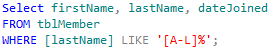 Select firstName, lastName, dateJoined
FROM tblMember
WHERE [lastName] LIKE '[A-L]%';